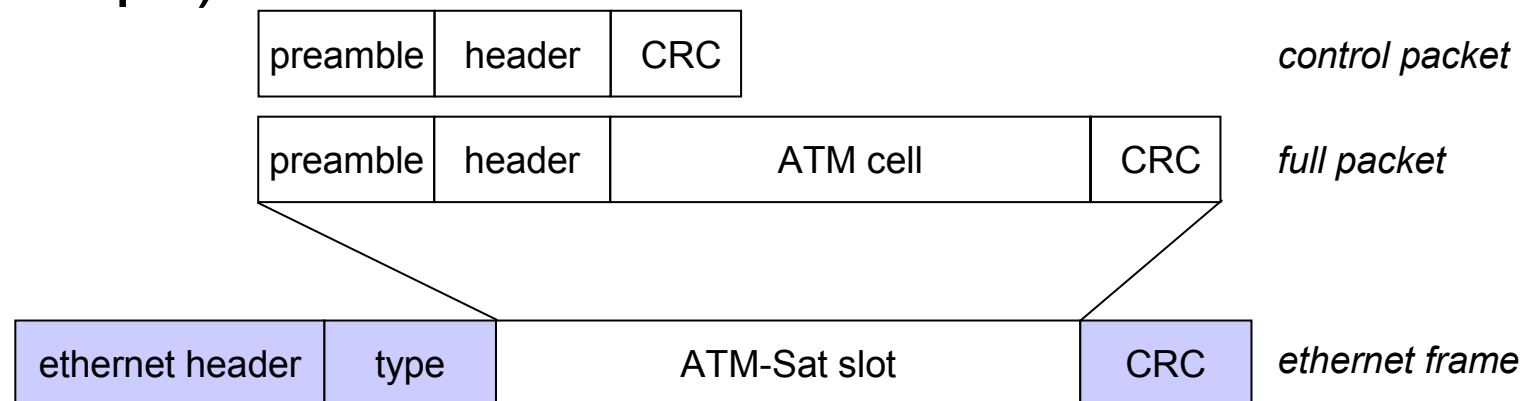 preamble header CRC control packet
preamble header ATM cell CRC full packet
ethernet header type ATM-Sat slot CRC ethernet frame